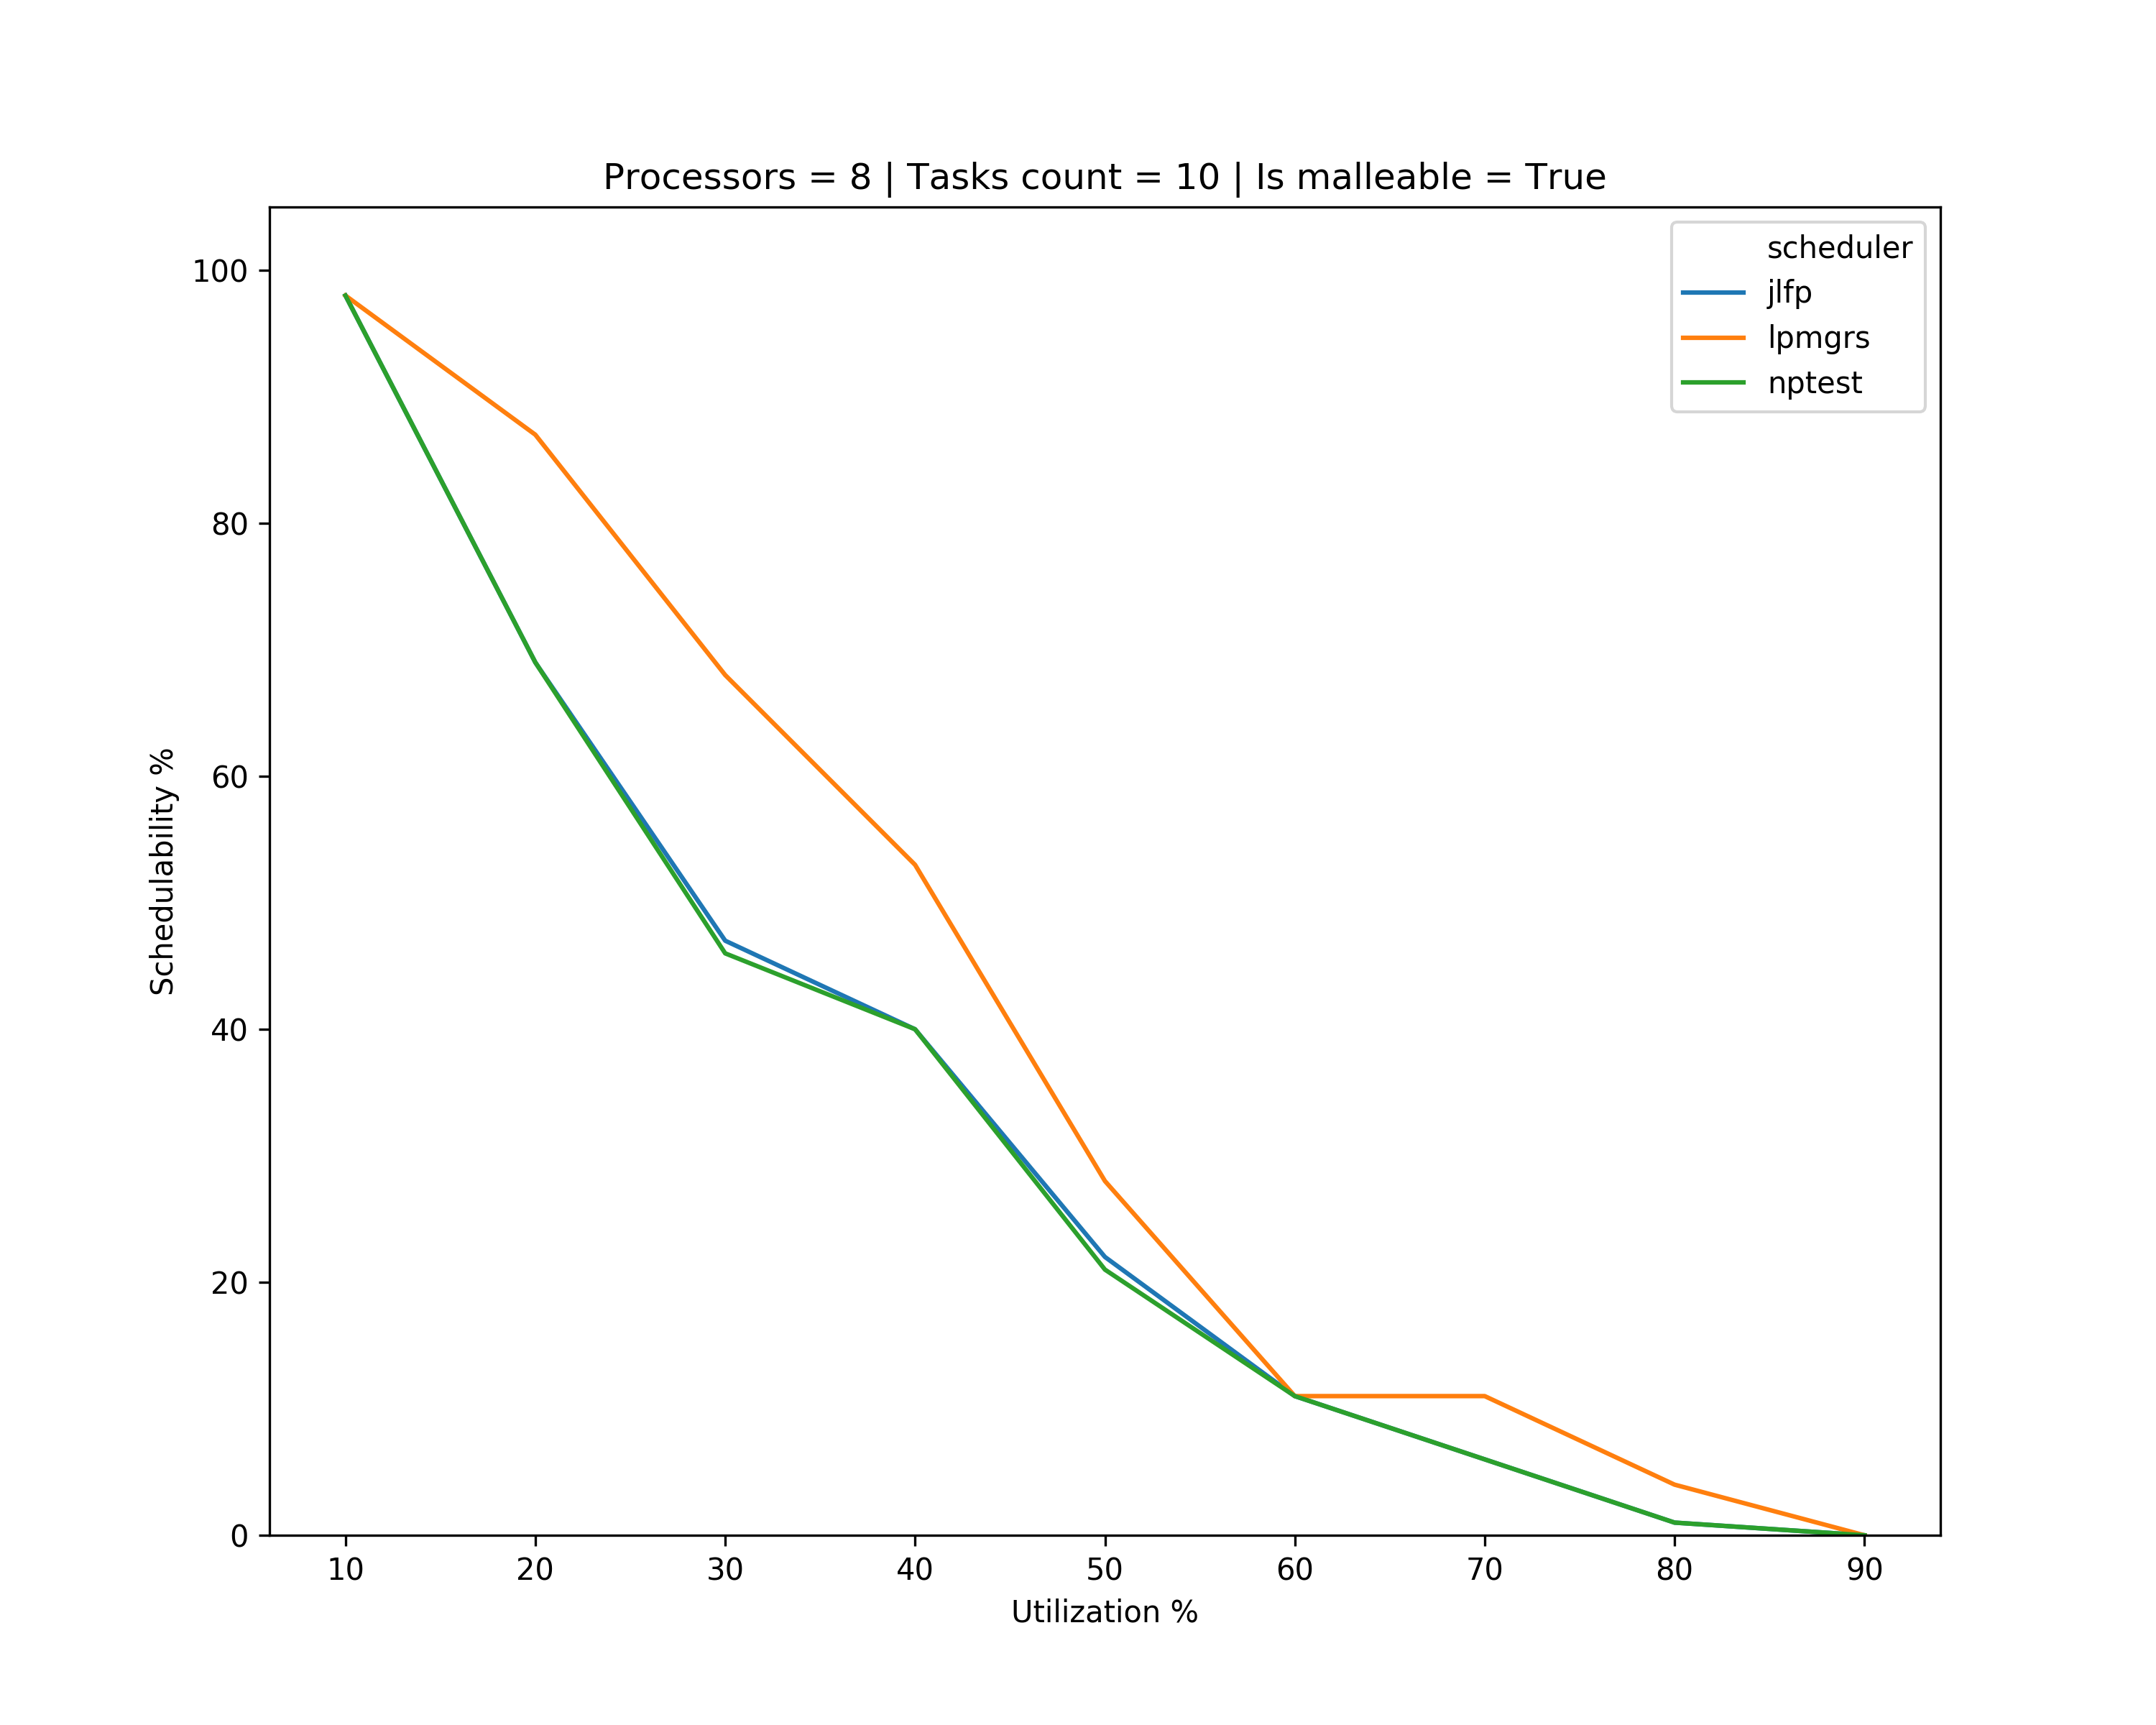 Processors = 8 | Tasks count = 10 | Is malleable = True
scheduler
jlfp
lpmgrs
nptest
Schedulability %
100
80
60
40
20
0
10 20 30 40 50 60 70 80 90
Utilization %